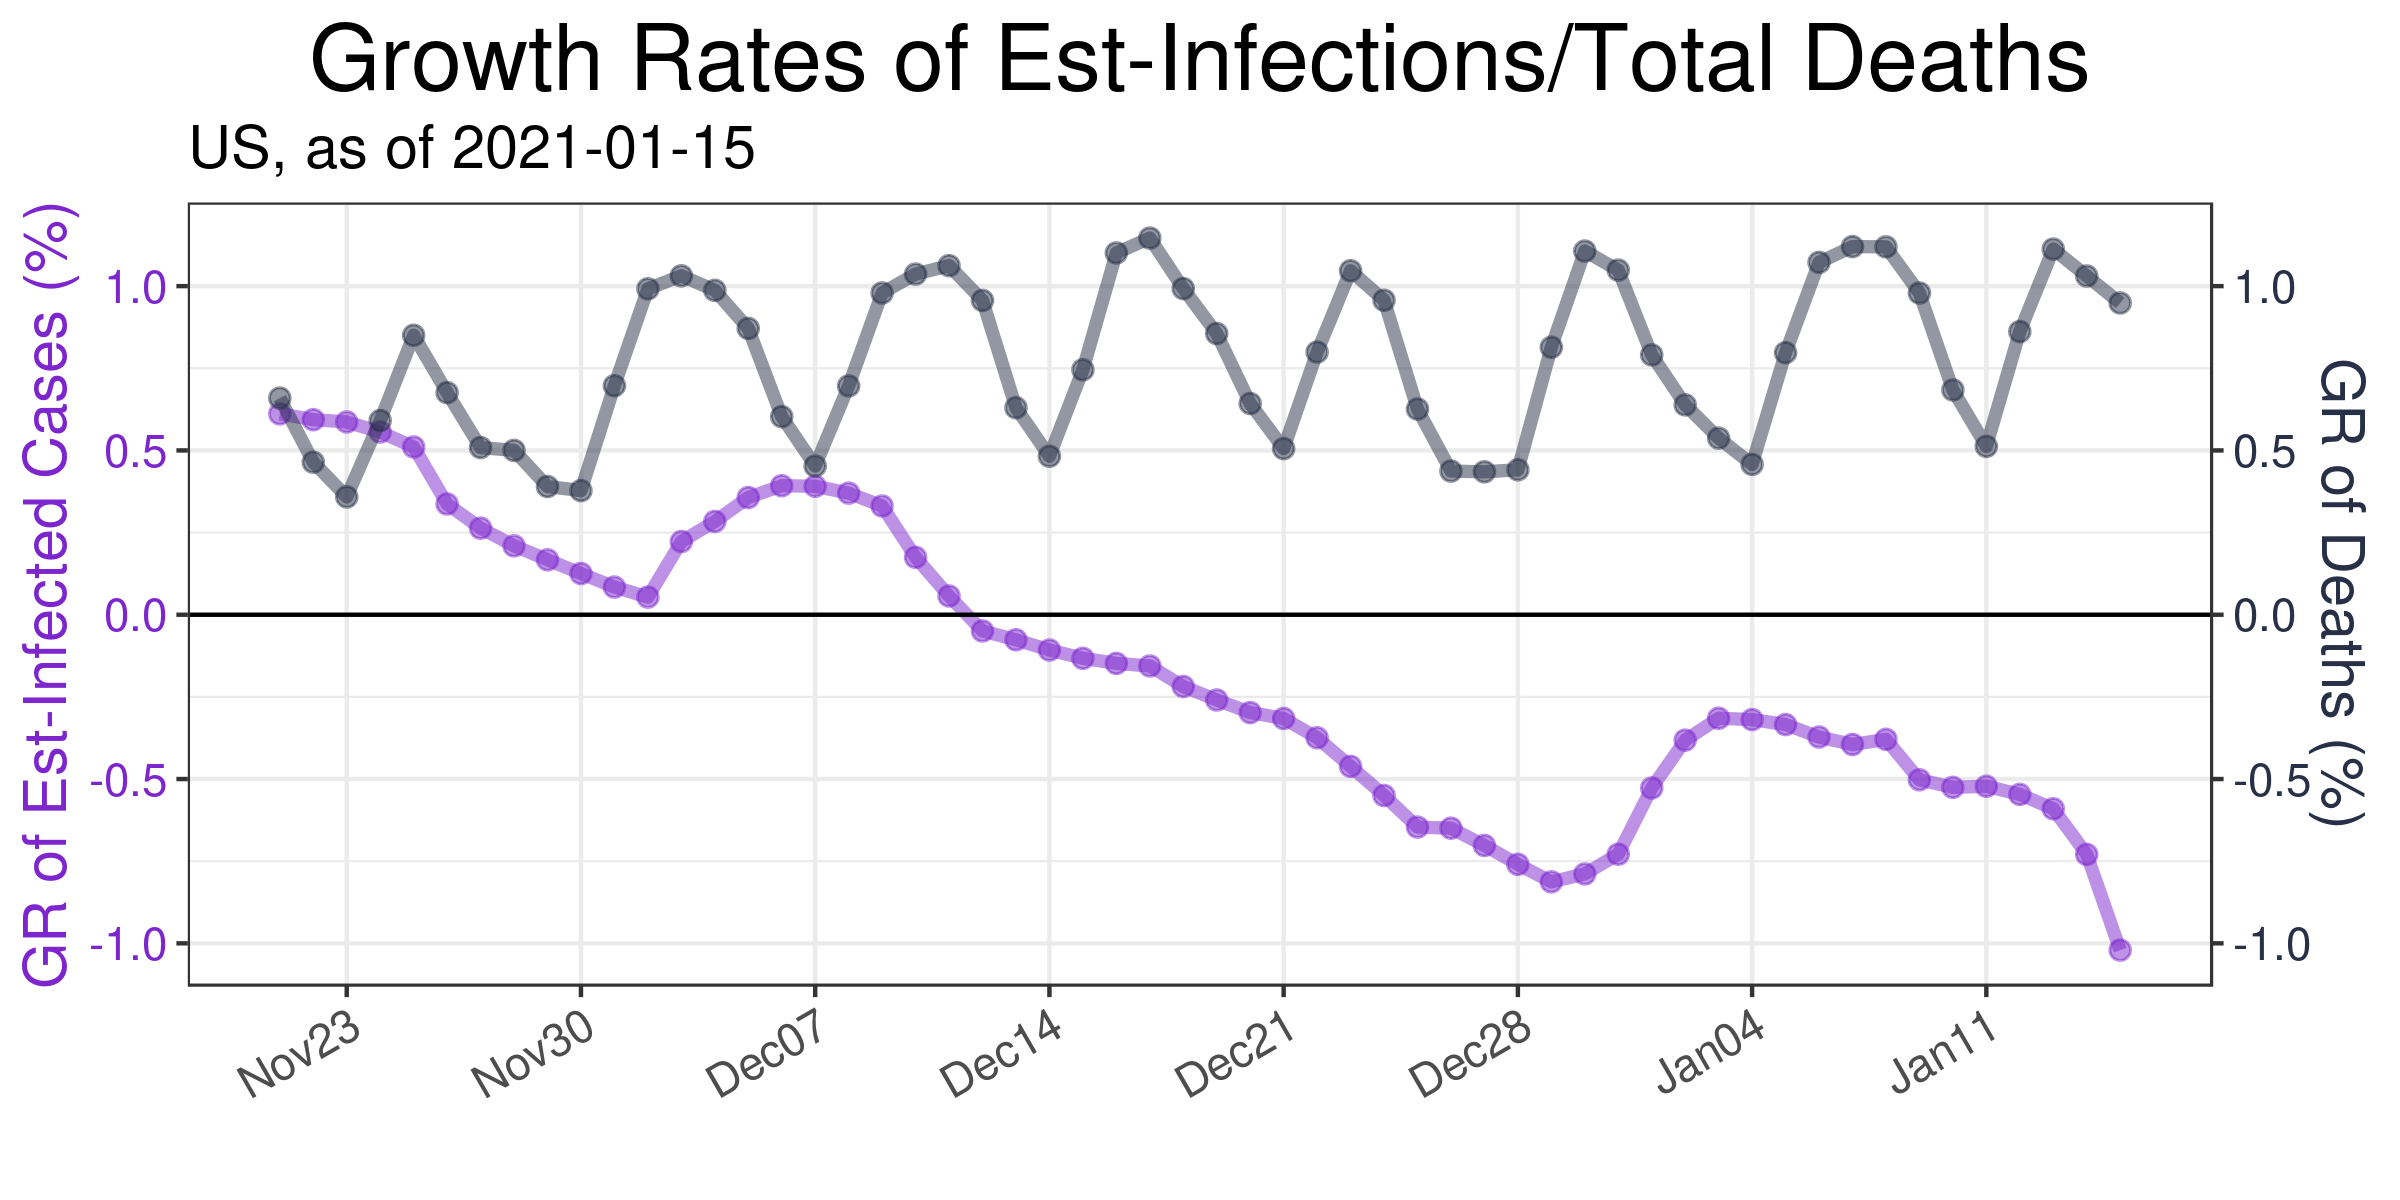 Growth Rates of Est-Infections/Total Deaths
US, as of 2021-01-15
GR of Est-Infected Cases (%)
1.0
0.5
0.0
-0.5
-1.0
1.0
0.5
0.0
-0.5
-1.0
GR of Deaths (%)
Nov23
Nov30
Dec07
Dec14
Dec21
Dec28
Jan04
Jan11